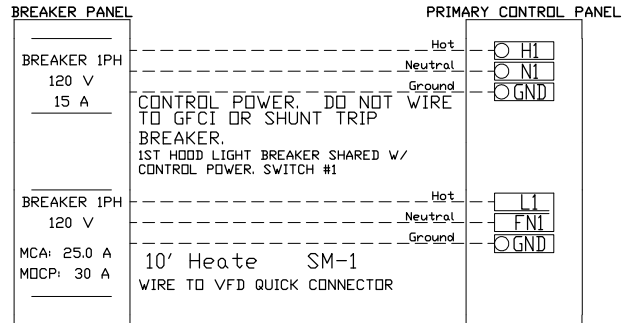 BREAKER PANEL
PRIMARY CONTROL PANEL
BREAKER 1PH
120 V
15 A
Hot
H1
Neutral
N1
Ground
GND
CONTROL POWER. DO NOT WIRE
TO GFCI OR SHUNT TRIP
BREAKER.
1ST HOOD LIGHT BREAKER SHARED W/
CONTROL POWER. SWITCH #1
BREAKER 1PH
120 V
MCA: 25.0 A
MOCP: 30 A
Hot
L1
Neutral
FN1
Ground
GND
10' Heate SM-1
WIRE TO VFD QUICK CONNECTOR